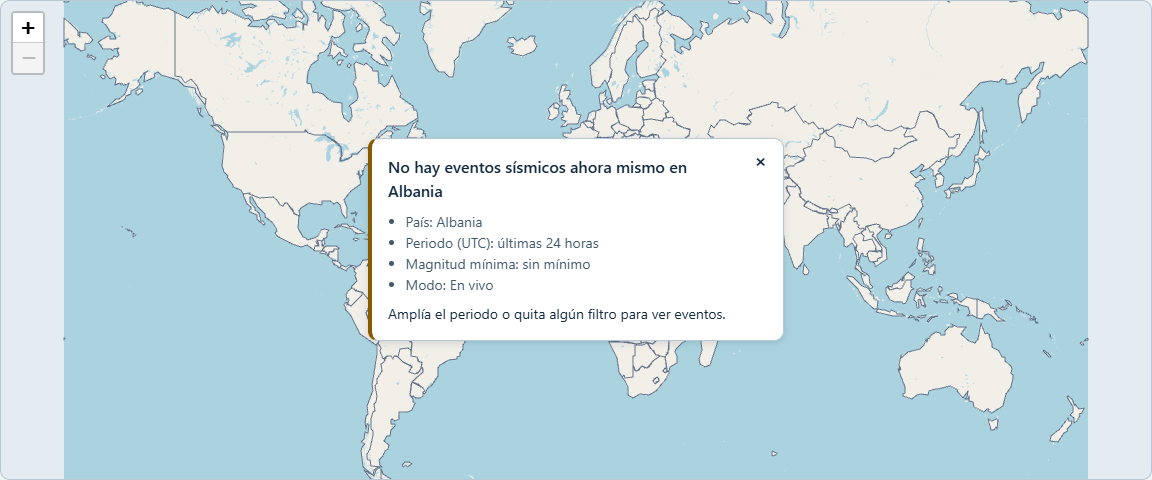 +
−
No hay eventos sísmicos ahora mismo en
Albania
×
• País: Albania
• Periodo (UTC): últimas 24 horas
• Magnitud mínima: sin mínimo
• Modo: En vivo
Amplía el periodo o quita algún filtro para ver eventos.